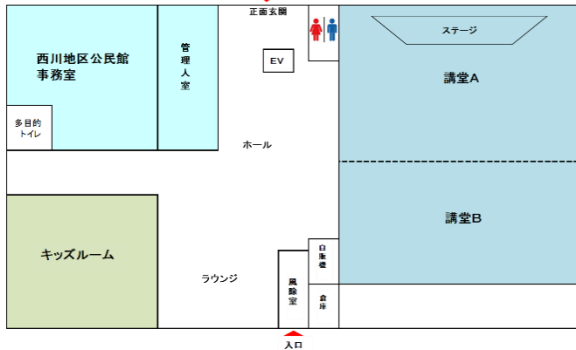 正面玄関
ステージ
西川地区公民館
事務室
管理人室
EV
講堂A
多目的
トイレ
ホール
講堂B
キッズルーム
ラウンジ
自販機
風除室
倉庫
入口